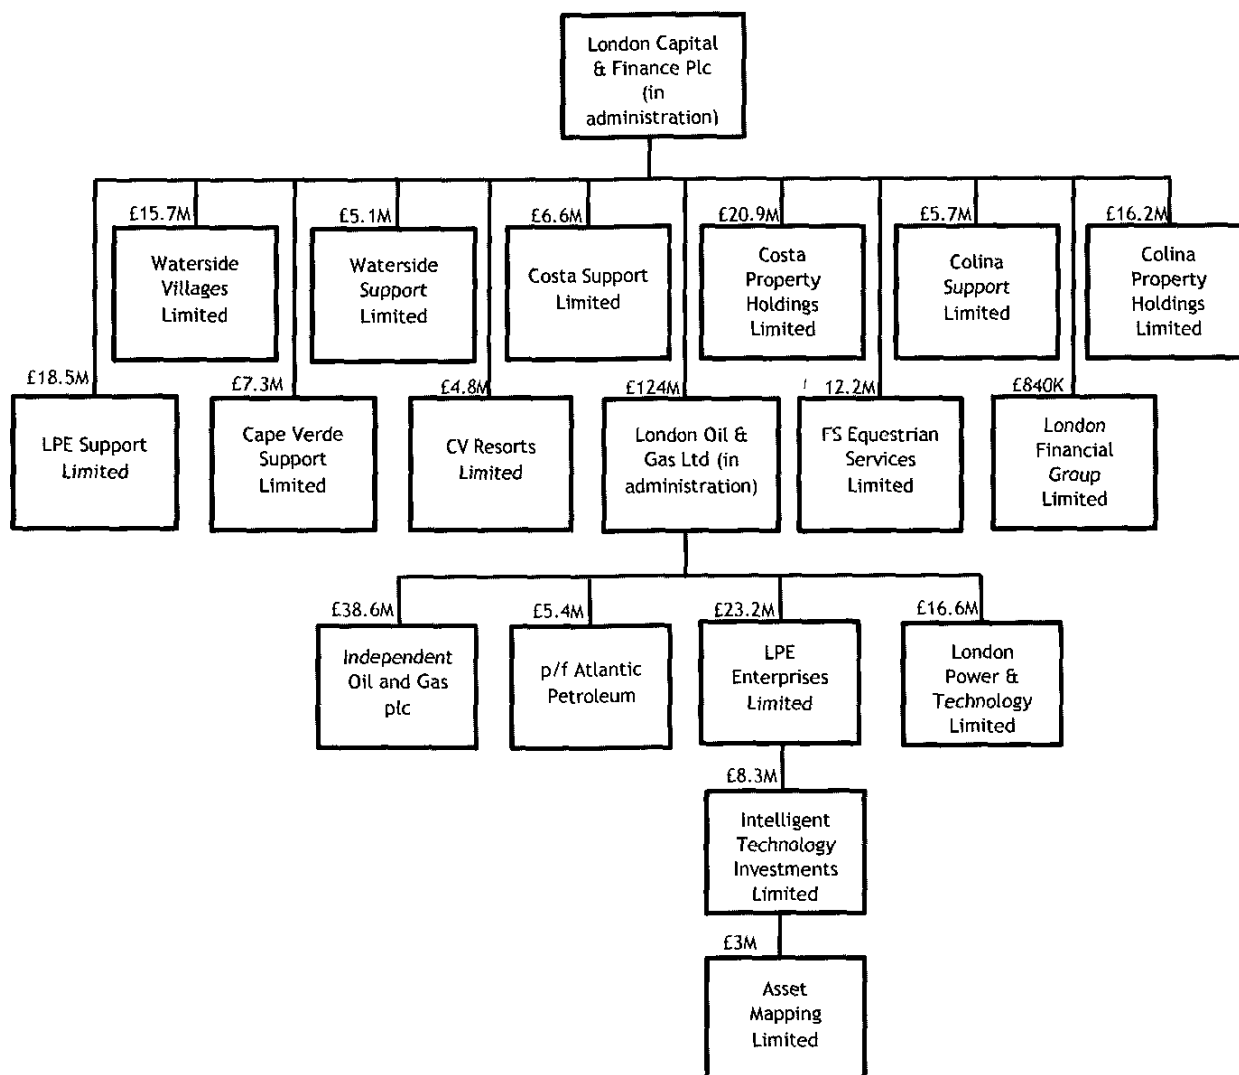 London Capital
& Finance Plc
(in
administration)
£15.7M
£5.1M
£6.6M
£20.9M
£5.7M
£16.2M
Waterside
Villages
Limited
Waterside
Support
Limited
Costa Support
Limited
Costa
Property
Holdings
Limited
Colina
Support
Limited
Colina
Property
Holdings
Limited
£18.5M
£7.3M
£4.8M
£124M
12.2M
£840K
LPE Support
Limited
Cape Verde
Support
Limited
CV Resorts
Limited
London Oil &
Gas Ltd (in
administration)
FS Equestrian
Services
Limited
London
Financial
Group
Limited
£38.6M
£5.4M
£23.2M
£16.6M
Independent
Oil and Gas
plc
p/f Atlantic
Petroleum
LPE
Enterprises
Limited
London
Power &
Technology
Limited
£8.3M
Intelligent
Technology
Investments
Limited
£3M
Asset
Mapping
Limited